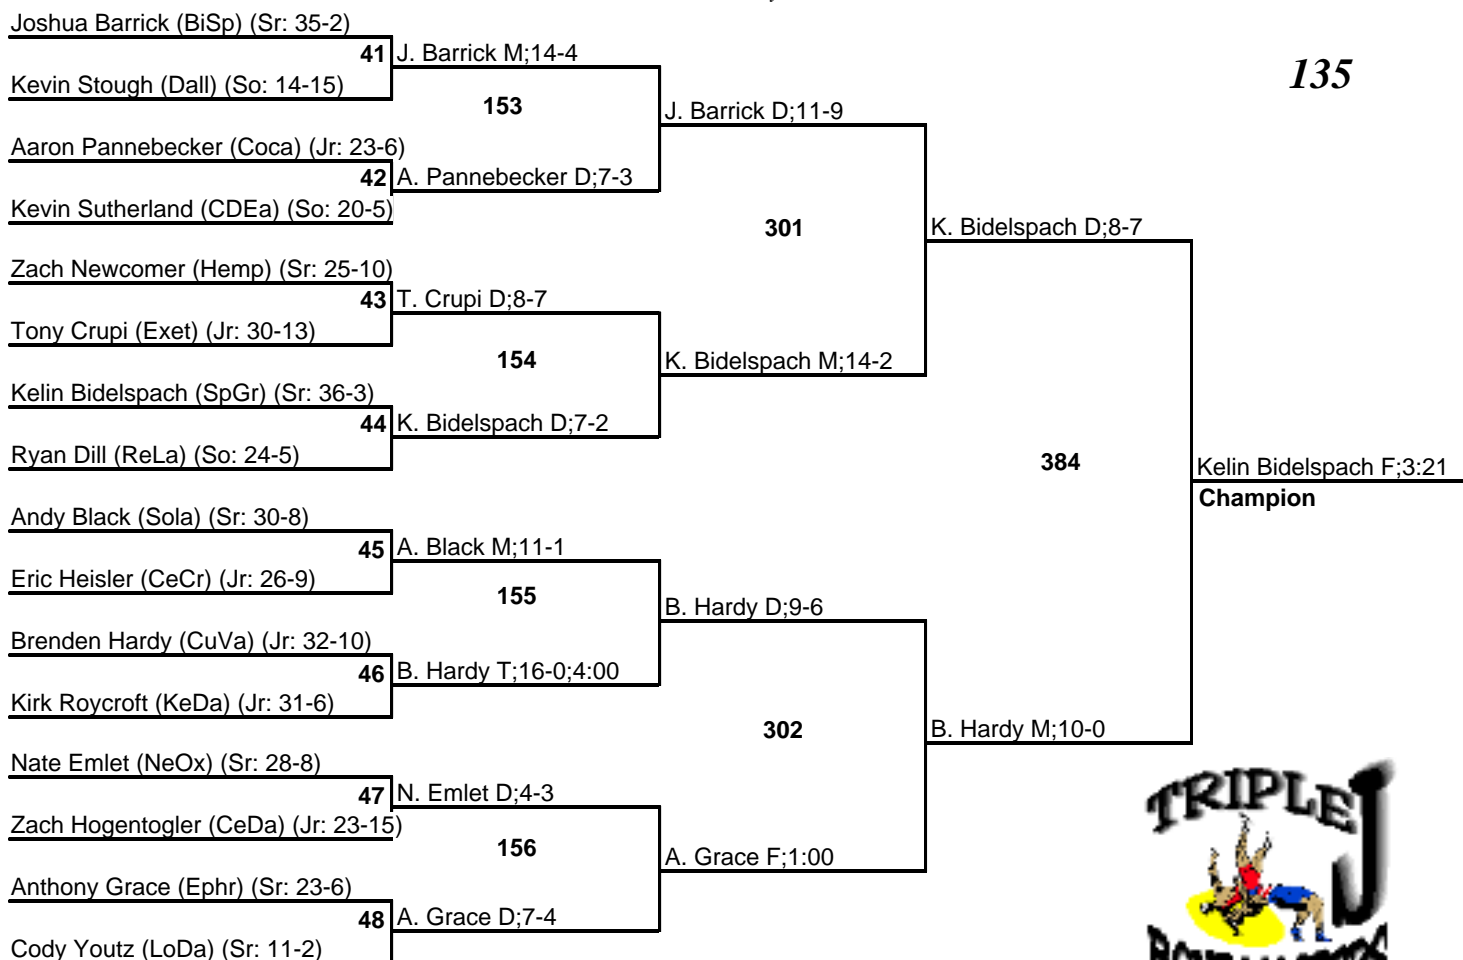 Joshua Barrick (BiSp) (Sr: 35-2)
41 J. Barrick M;14-4
135
Kevin Stough (Dall) (So: 14-15)
153
J. Barrick D;11-9
Aaron Pannebecker (Coca) (Jr: 23-6)
42 A. Pannebecker D;7-3
Kevin Sutherland (CDEa) (So: 20-5)
301
K. Bidelspach D;8-7
Zach Newcomer (Hemp) (Sr: 25-10)
43 T. Crupi D;8-7
Tony Crupi (Exet) (Jr: 30-13)
154
K. Bidelspach M;14-2
Kelin Bidelspach (SpGr) (Sr: 36-3)
44 K. Bidelspach D;7-2
Ryan Dill (ReLa) (So: 24-5)
384
Kelin Bidelspach F;3:21
Champion
Andy Black (Sola) (Sr: 30-8)
45 A. Black M;11-1
Eric Heisler (CeCr) (Jr: 26-9)
155
B. Hardy D;9-6
Brenden Hardy (CuVa) (Jr: 32-10)
46 B. Hardy T;16-0;4:00
Kirk Roycroft (KeDa) (Jr: 31-6)
302
B. Hardy M;10-0
Nate Emlet (NeOx) (Sr: 28-8)
47 N. Emlet D;4-3
Zach Hogentogler (CeDa) (Jr: 23-15)
156
A. Grace F;1:00
Anthony Grace (Ephr) (Sr: 23-6)
48 A. Grace D;7-4
Cody Youtz (LoDa) (Sr: 11-2)
TRIPLE J